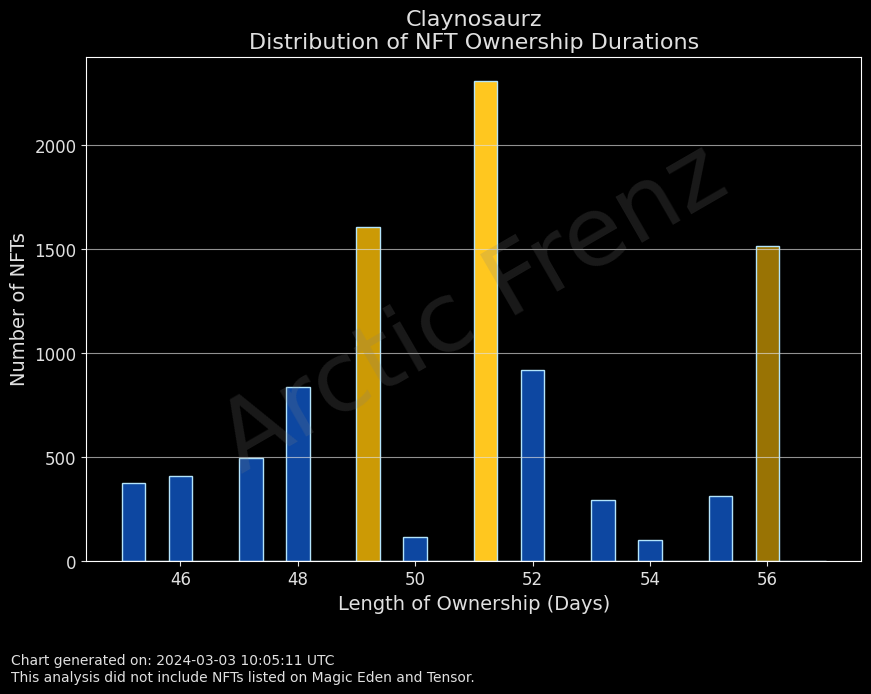 Claynosaurz
Distribution of NFT Ownership Durations
Number of NFTs
2000
1500
1000
500
0
Arctic Frenz
46 48 50 52 54 56
Length of Ownership (Days)
Chart generated on: 2024-03-03 10:05:11 UTC
This analysis did not include NFTs listed on Magic Eden and Tensor.